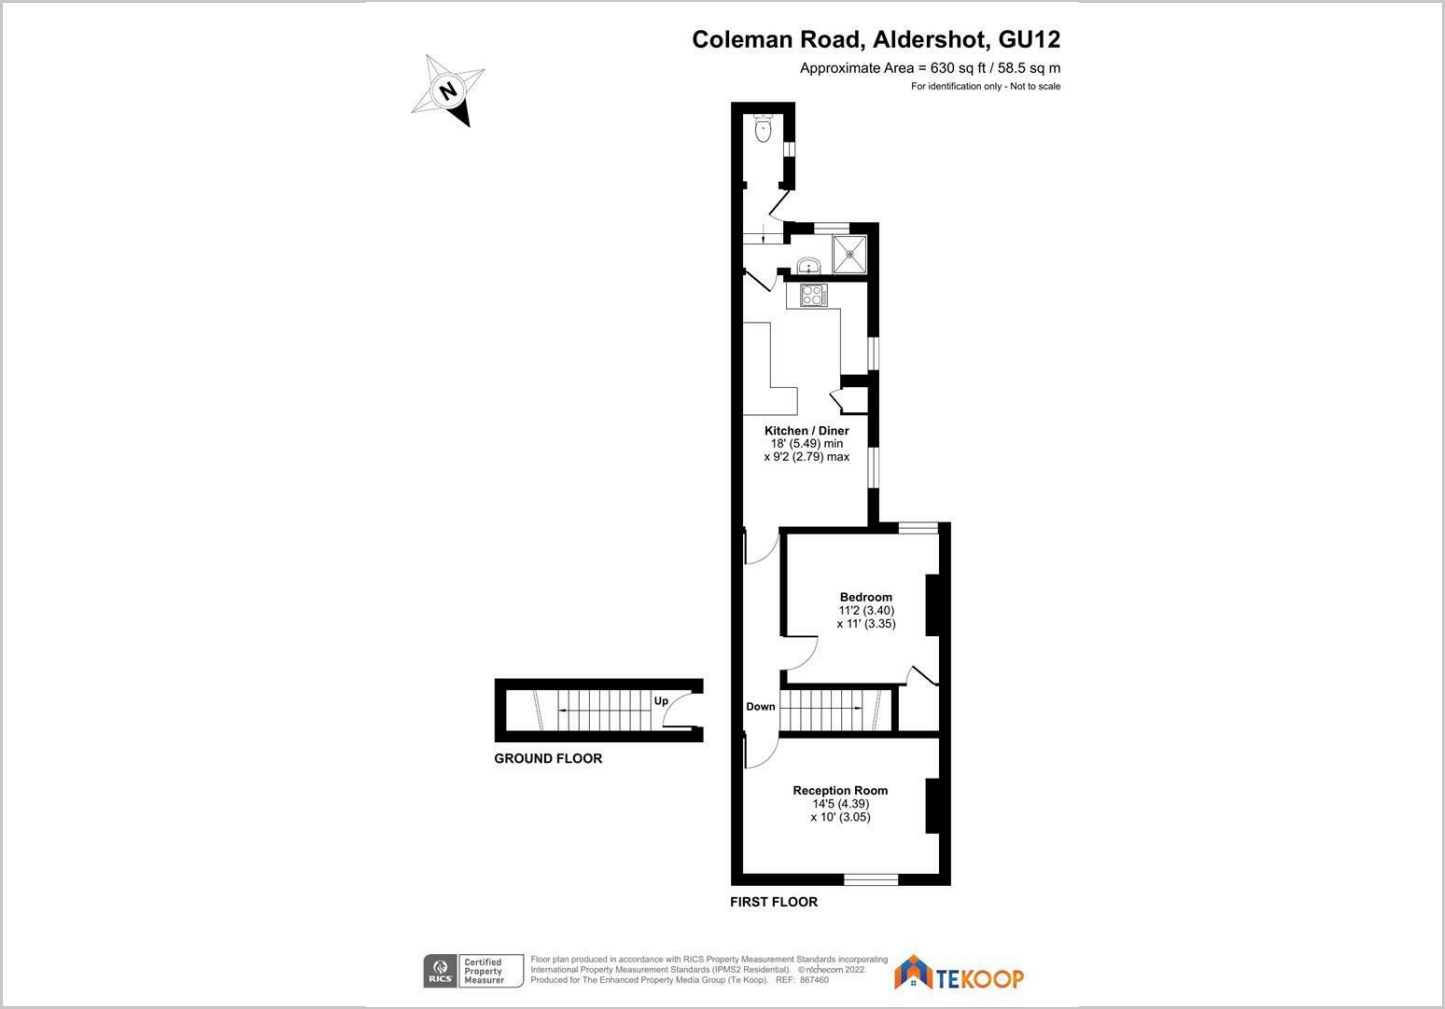 Coleman Road, Aldershot, GU12
Approximate Area = 630 sq ft / 58.5 sq m
For identification only - Not to scale
N
Kitchen / Diner
18' (5.49) min
x 9'2 (2.79) max
Bedroom
11'2 (3.40)
x 11' (3.35)
Up
Down
GROUND FLOOR
Reception Room
14'5 (4.39)
x 10' (3.05)
FIRST FLOOR
RICS
Certified
Property
Measurer
Floor plan produced in accordance with RICS Property Measurement Standards incorporating
International Property Measurement Standards (IPMS2 Residential). © nichecom 2022.
Produced for The Enhanced Property Media Group (Te Koop). REF: 867460
TEKOOP